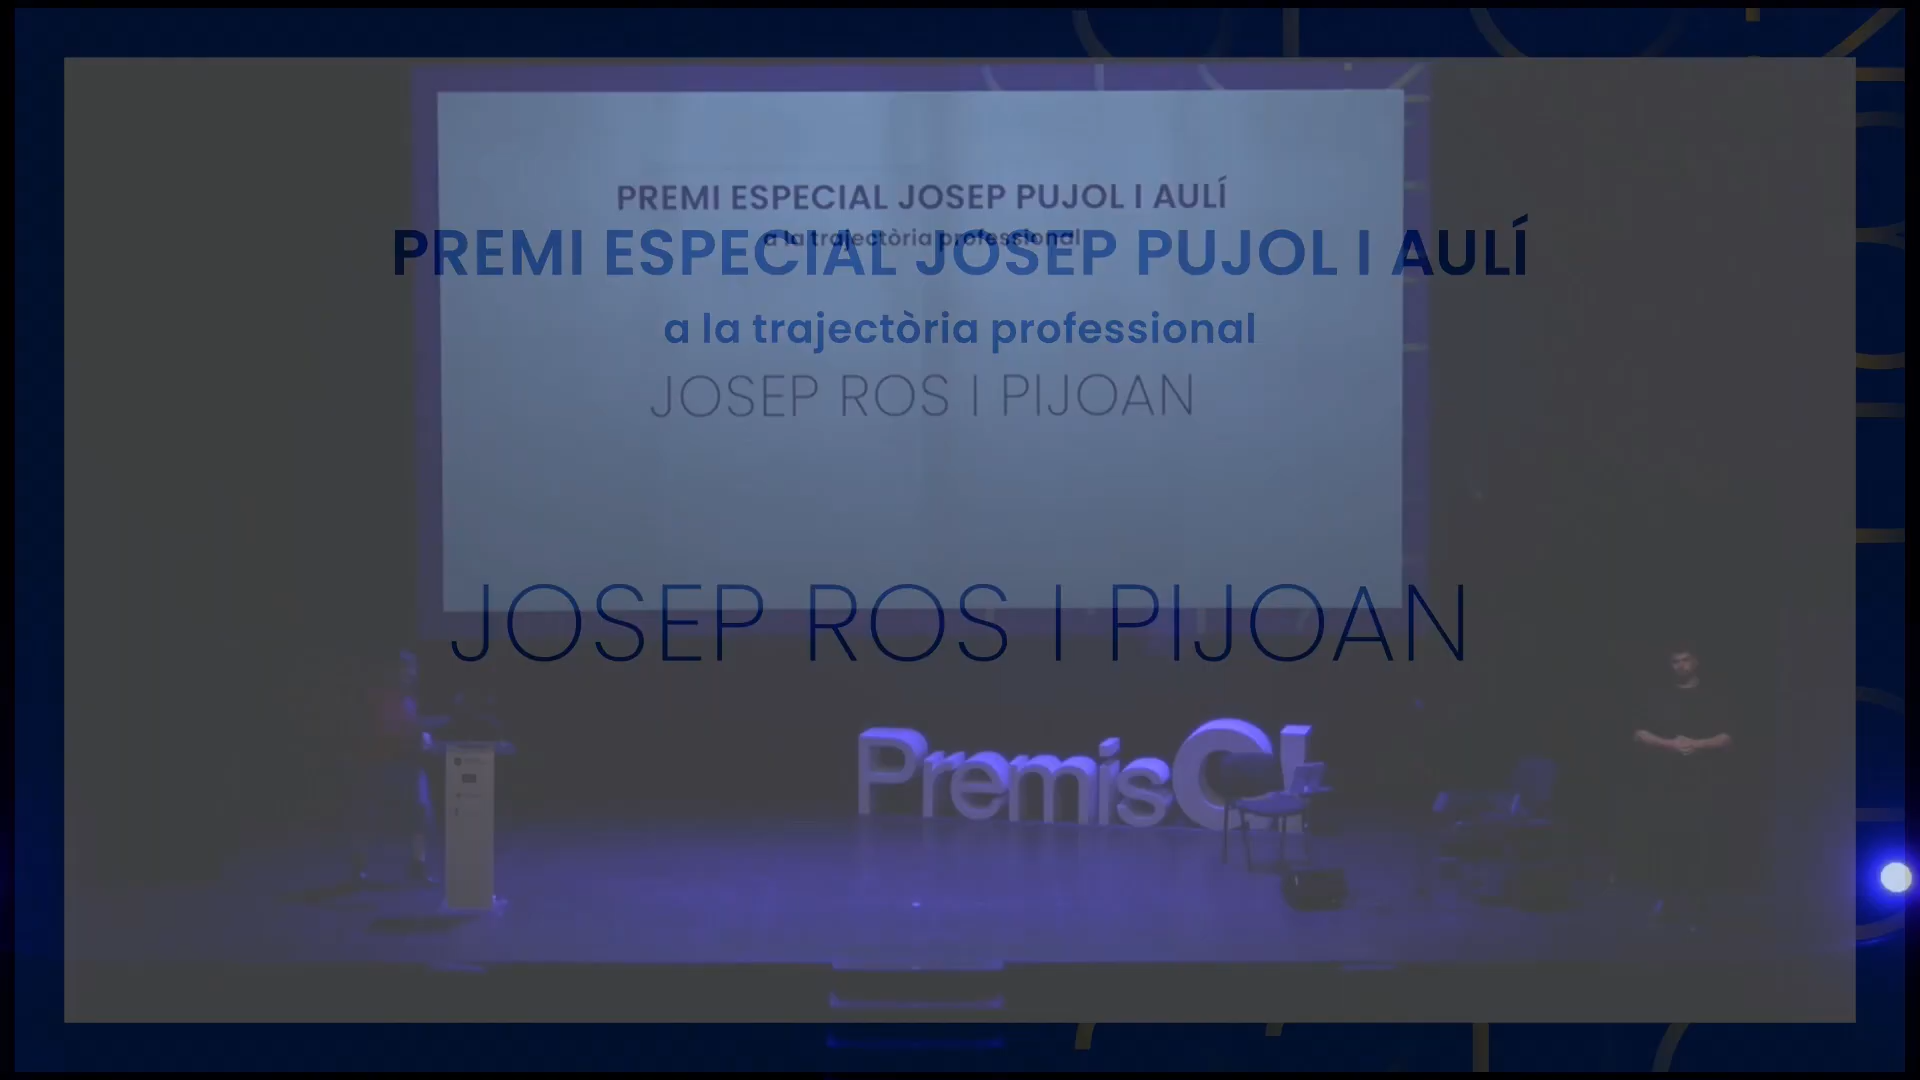 PREMI ESPECIAL JOSEP PUJOL I AULÍ
a la trajectòria professional
PREMI ESPECIAL JOSEP PUJOL I AULÍ
a la trajectòria professional
JOSEP ROS I PIJOAN
JOSEP ROS I PIJOAN
PremisC!